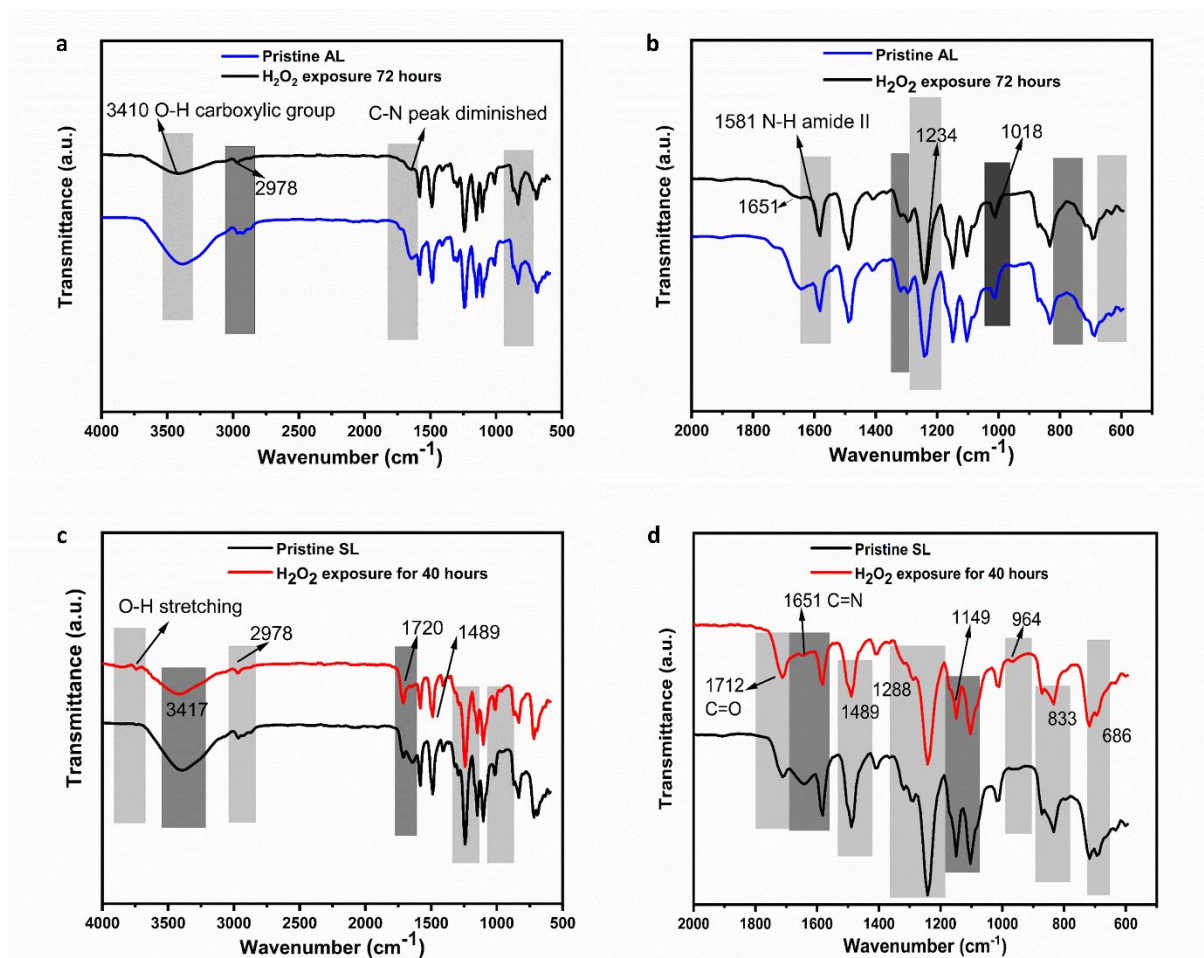 a
Pristine AL
H₂O₂ exposure 72 hours
3410 O-H carboxylic group
C-N peak diminished
2978
Transmittance (a.u.)
4000 3500 3000 2500 2000 1500 1000 500
Wavenumber (cm⁻¹)
b
Pristine AL
H₂O₂ exposure 72 hours
1581 N-H amide II
1234
1018
1651
Transmittance (a.u.)
2000 1800 1600 1400 1200 1000 800 600
Wavenumber (cm⁻¹)
c
Pristine SL
H₂O₂ exposure for 40 hours
O-H stretching
2978
1720
1489
3417
Transmittance (a.u.)
4000 3500 3000 2500 2000 1500 1000 500
Wavenumber (cm⁻¹)
d
Pristine SL
H₂O₂ exposure for 40 hours
1651 C=N
1149
964
1712
C=O
1489
1288
833
686
Transmittance (a.u.)
2000 1800 1600 1400 1200 1000 800 600
Wavenumber (cm⁻¹)